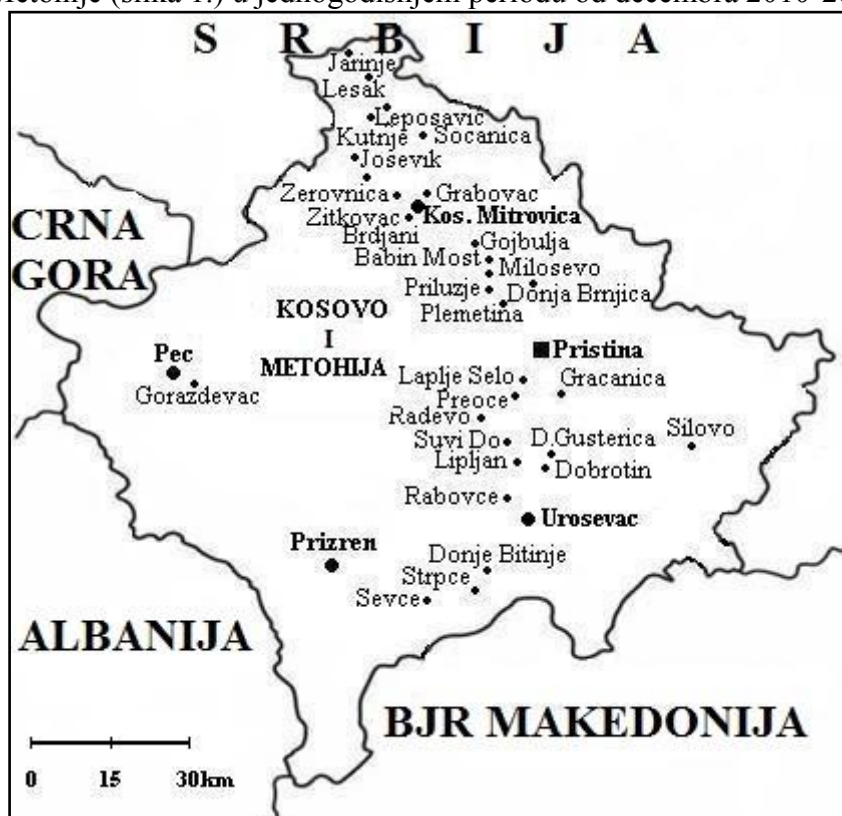 S R B I J A
Jarinje
Lesak
Leposavic
Kutnje
Socanica
Josevik
Zerovnica
Grabovac
Zitkovac
Kos. Mitrovica
Brdjani
Gojbulja
CRNA
GORA
Babin Most
Milosevo
Priluzje
Donja Brnjica
Plemetina
KOSOVO
I
METOHIJA
Pec
Gorazdevac
Pristina
Laplje Selo
Gracanica
Preoce
Radevo
Silovo
Suvi Do
D.Gusterica
Lipljan
Dobrotin
Rabovce
Urosevac
Prizren
Donje Bitinje
Strpce
Sevce
ALBANIJA
BJR MAKEDONIJA
0 15 30km